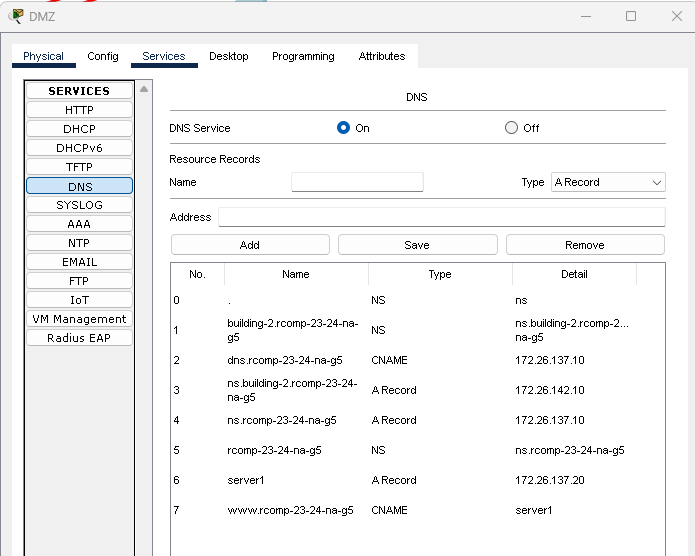 DMZ
Physical Config Services Desktop Programming Attributes
SERVICES
HTTP
DHCP
DHCPv6
TFTP
DNS
SYSLOG
AAA
NTP
EMAIL
FTP
IoT
VM Management
Radius EAP
DNS
DNS Service On Off
Resource Records
Name Type A Record
Address
Add Save Remove
No. Name Type Detail
0 . NS ns
1 building-2.rcomp-23-24-na-g5 NS ns.building-2.rcomp-2... na-g5
2 dns.rcomp-23-24-na-g5 CNAME 172.26.137.10
3 ns.building-2.rcomp-23-24-na-g5 A Record 172.26.142.10
4 ns.rcomp-23-24-na-g5 A Record 172.26.137.10
5 rcomp-23-24-na-g5 NS ns.rcomp-23-24-na-g5
6 server1 A Record 172.26.137.20
7 www.rcomp-23-24-na-g5 CNAME server1